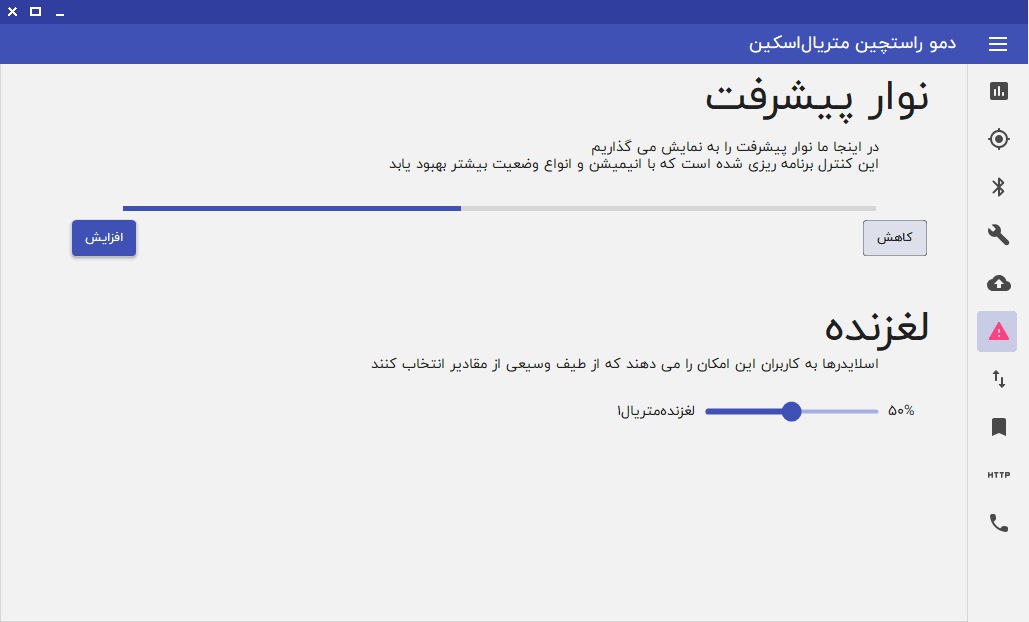 دمو راستچین متریال‌اسکین
نوار پیشرفت
در اینجا ما نوار پیشرفت را به نمایش می گذاریم
این کنترل برنامه ریزی شده است که با انیمیشن و انواع وضعیت بیشتر بهبود یابد
کاهش
افزایش
لغزنده
اسلایدرها به کاربران این امکان را می دهند که از طیف وسیعی از مقادیر انتخاب کنند
۵۰%
لغزنده‌متریال۱
HTTP